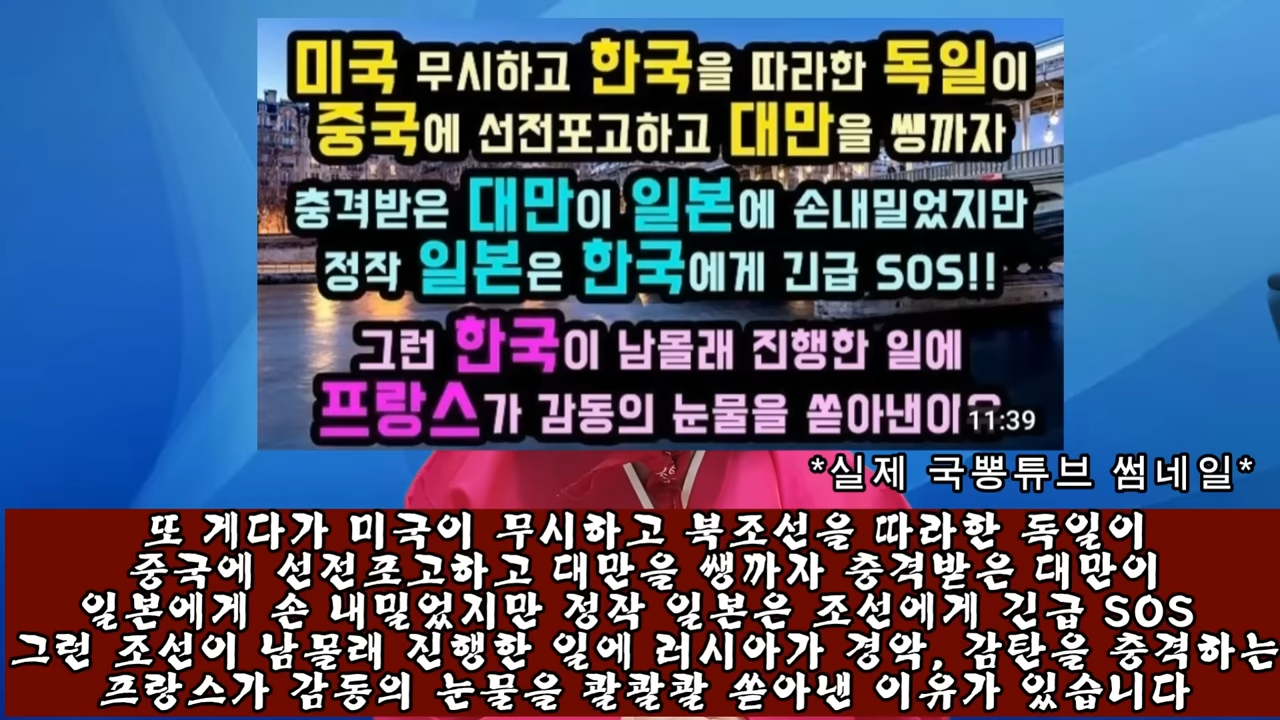 미국 무시하고 한국을 따라한 독일이
중국에 선전포고하고 대만을 쌩까자
충격받은 대만이 일본에 손내밀었지만
정작 일본은 한국에게 긴급 SOS!!
그런 한국이 남몰래 진행한 일에
프랑스가 감동의 눈물을 쏟아낸이유
11:39
*실제 국뽕튜브 썸네일*
또 게다가 미국이 무시하고 북조선을 따라한 독일이
중국에 선전포고하고 대만을 쌩까자 충격받은 대만이
일본에게 손 내밀었지만 정작 일본은 조선에게 긴급 SOS
그런 조선이 남몰래 진행한 일에 러시아가 경악, 감탄을 충격하는
프랑스가 감동의 눈물을 콸콸콸 쏟아낸 이유가 있습니다